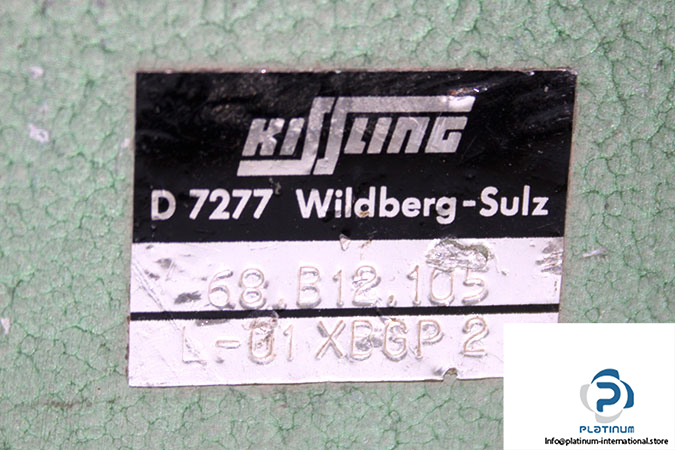 KISSLING
D 7277 Wildberg-Sulz
68.B12.105
L-01 XBGP 2
PLATINUM
Info@platinum-international.store